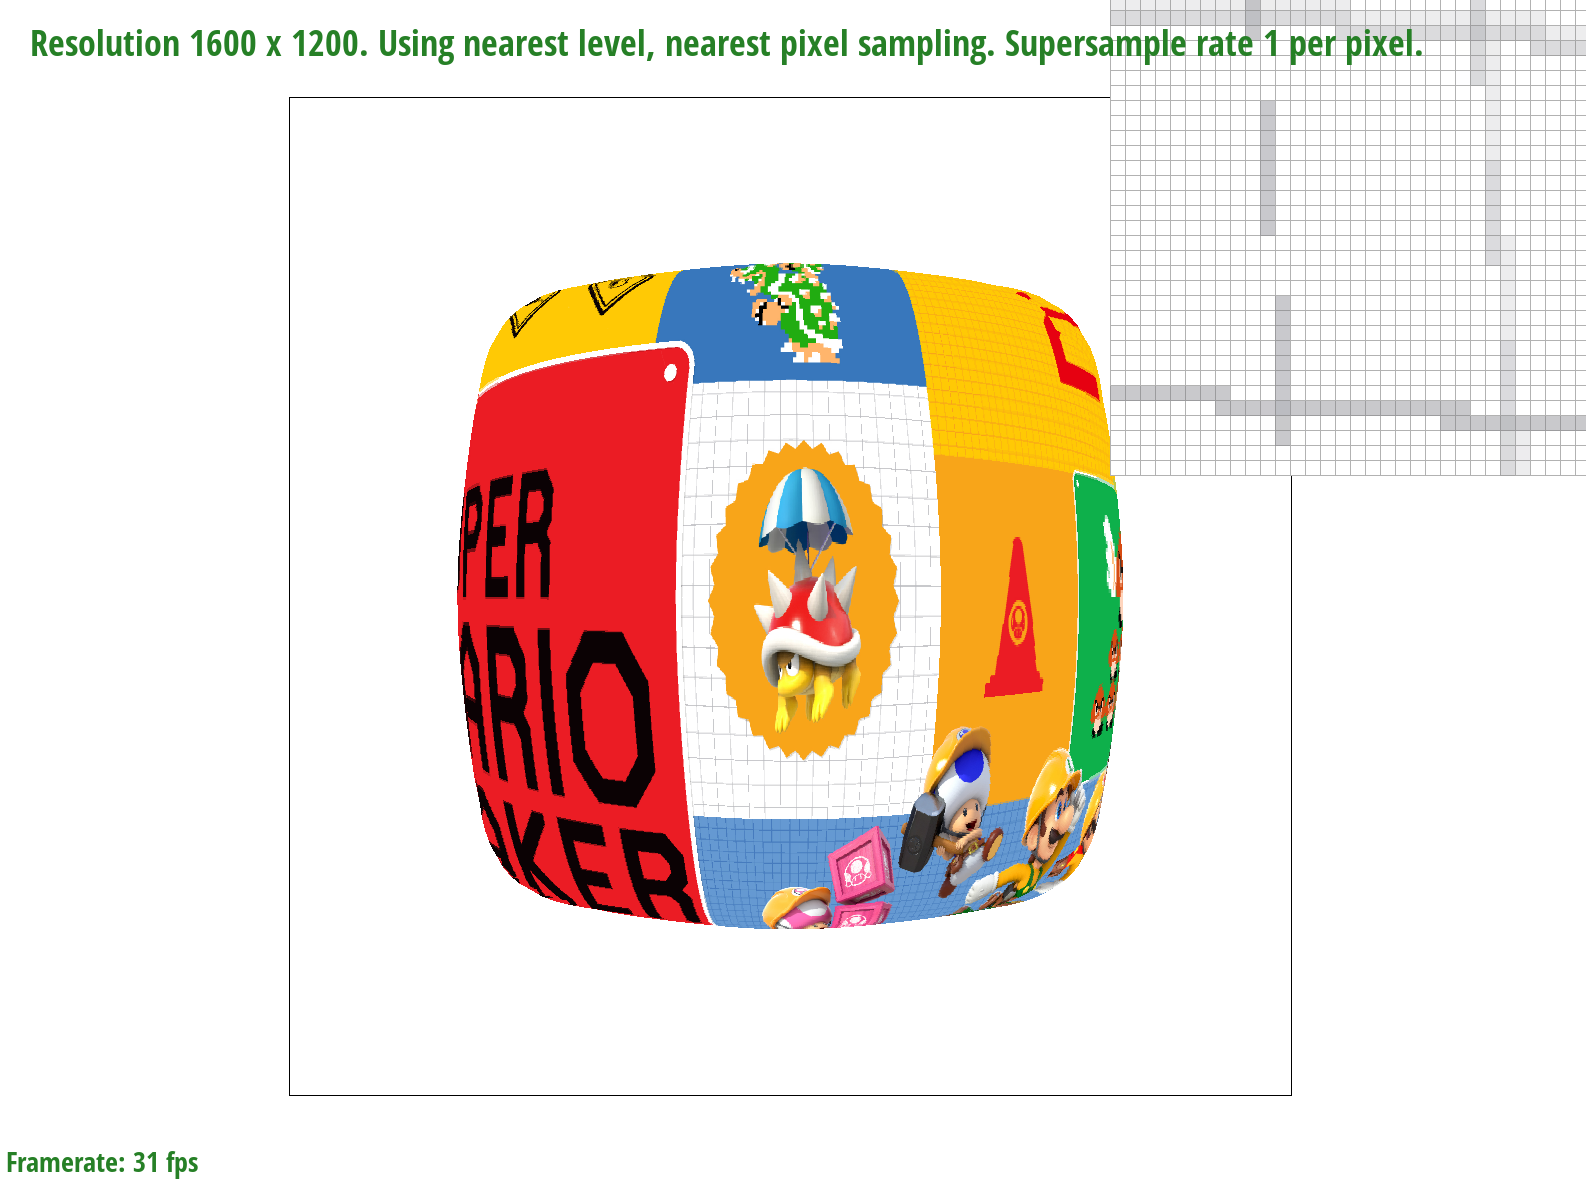 Resolution 1600 x 1200. Using nearest level, nearest pixel sampling. Supersample rate 1 per pixel.
PER
ARIO
KER
Framerate: 31 fps